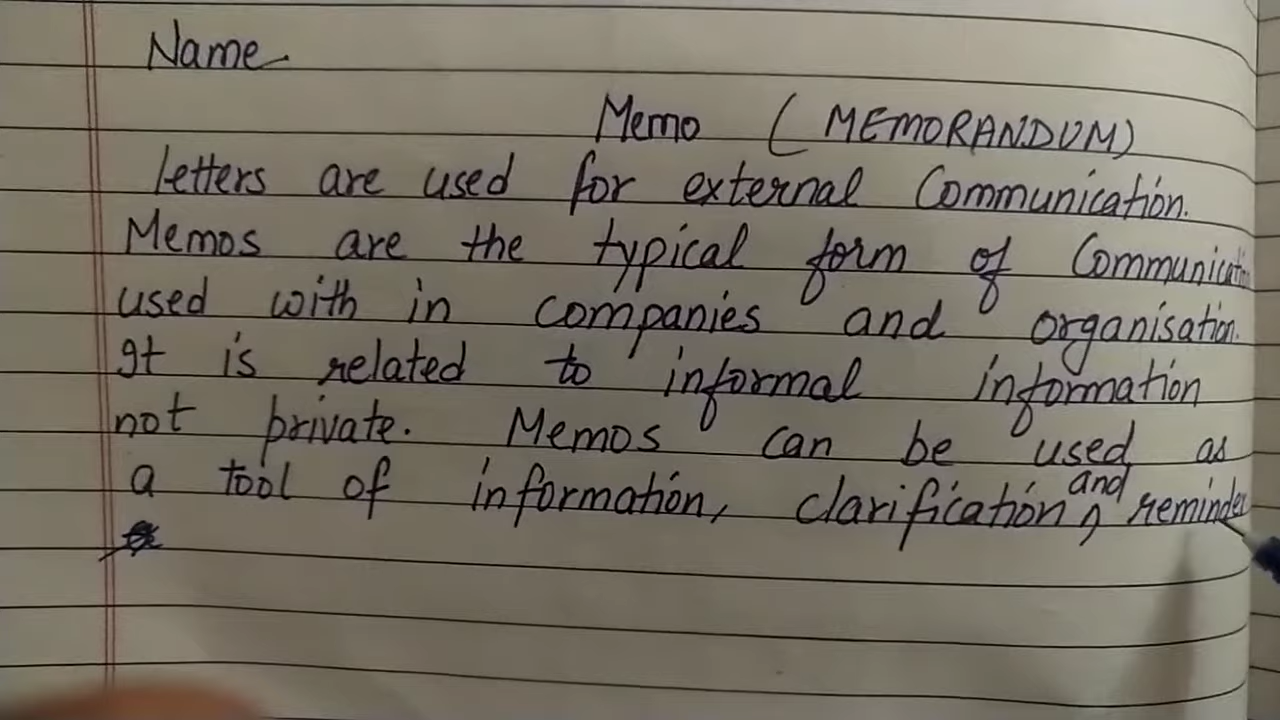 Name
Memo (MEMORANDUM)
letters are used for external Communication.
Memos are the typical form of Communication
used with in companies and organisation.
It is related to informal information
not private. Memos can be used as
a tool of information, clarification, and reminder